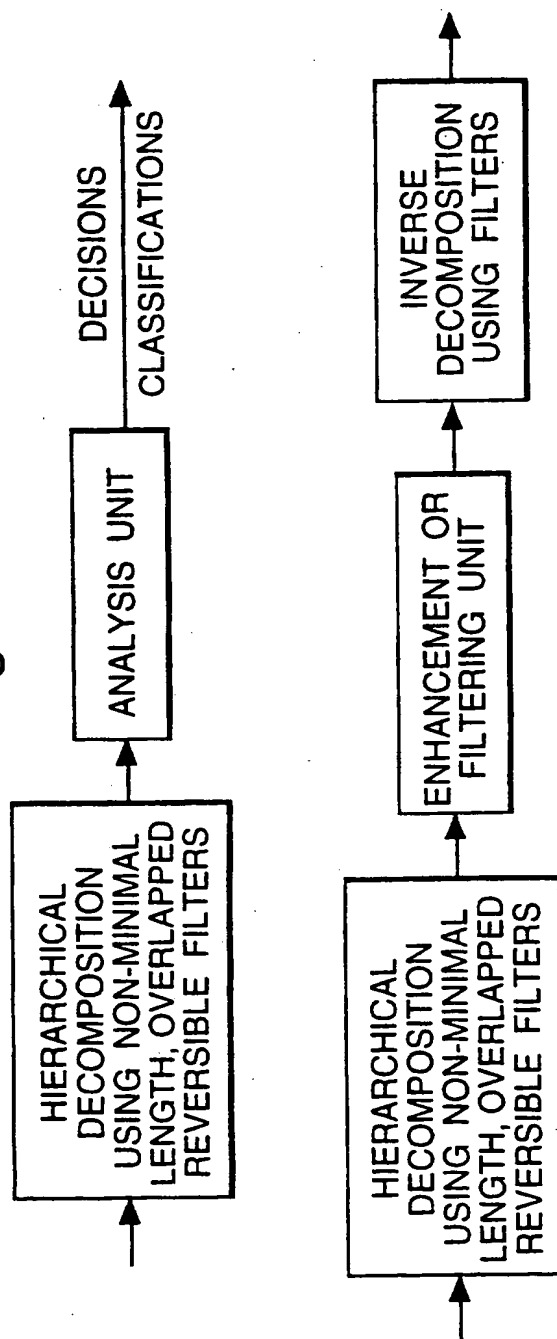 HIERARCHICAL
DECOMPOSITION
USING NON-MINIMAL
LENGTH, OVERLAPPED
REVERSIBLE FILTERS
ANALYSIS UNIT
DECISIONS
CLASSIFICATIONS
HIERARCHICAL
DECOMPOSITION
USING NON-MINIMAL
LENGTH, OVERLAPPED
REVERSIBLE FILTERS
ENHANCEMENT OR
FILTERING UNIT
INVERSE
DECOMPOSITION
USING FILTERS